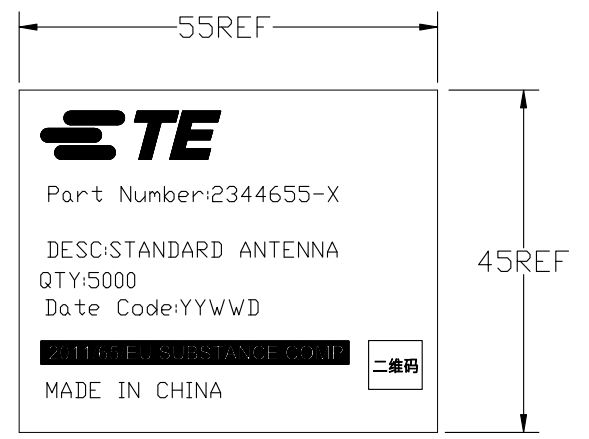 55REF
TE
Part Number:2344655-X
DESC:STANDARD ANTENNA
45REF
QTY:5000
Date Code:YYWWD
2011/65/EU SUBSTANCE COMP
二维码
MADE IN CHINA